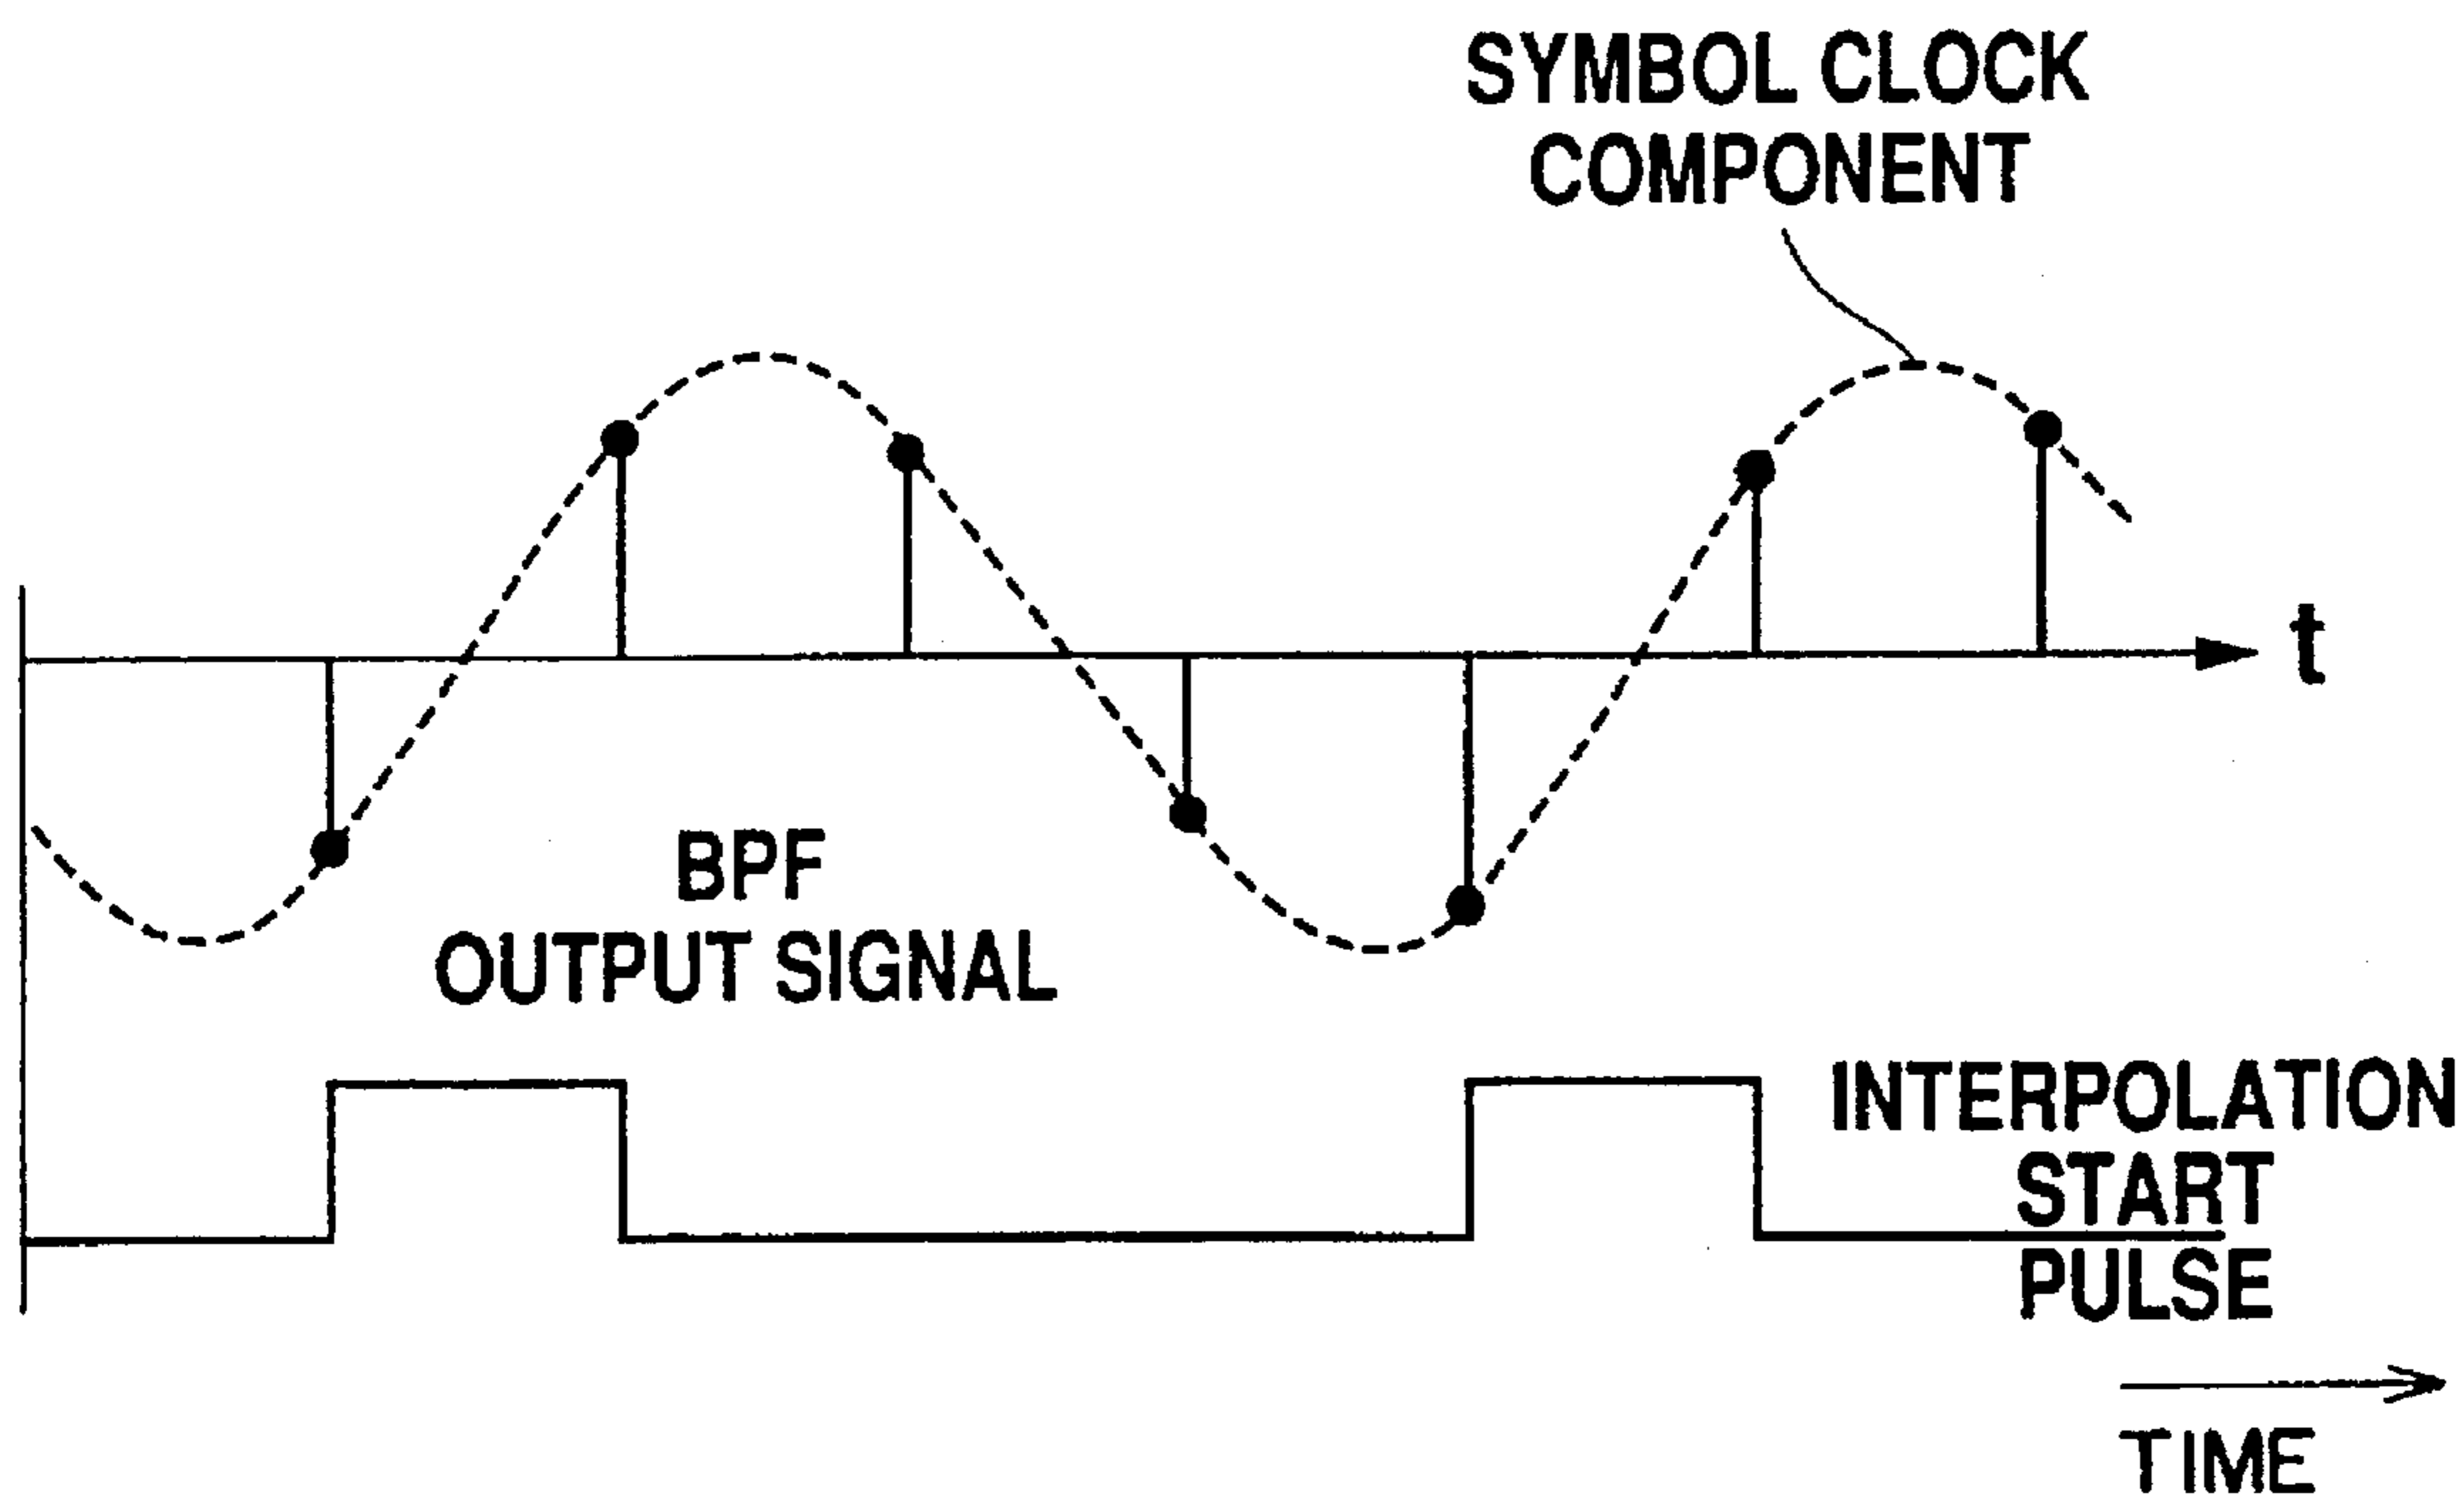 SYMBOL CLOCK
COMPONENT
t
BPF
OUTPUT SIGNAL
INTERPOLATION
START
PULSE
TIME